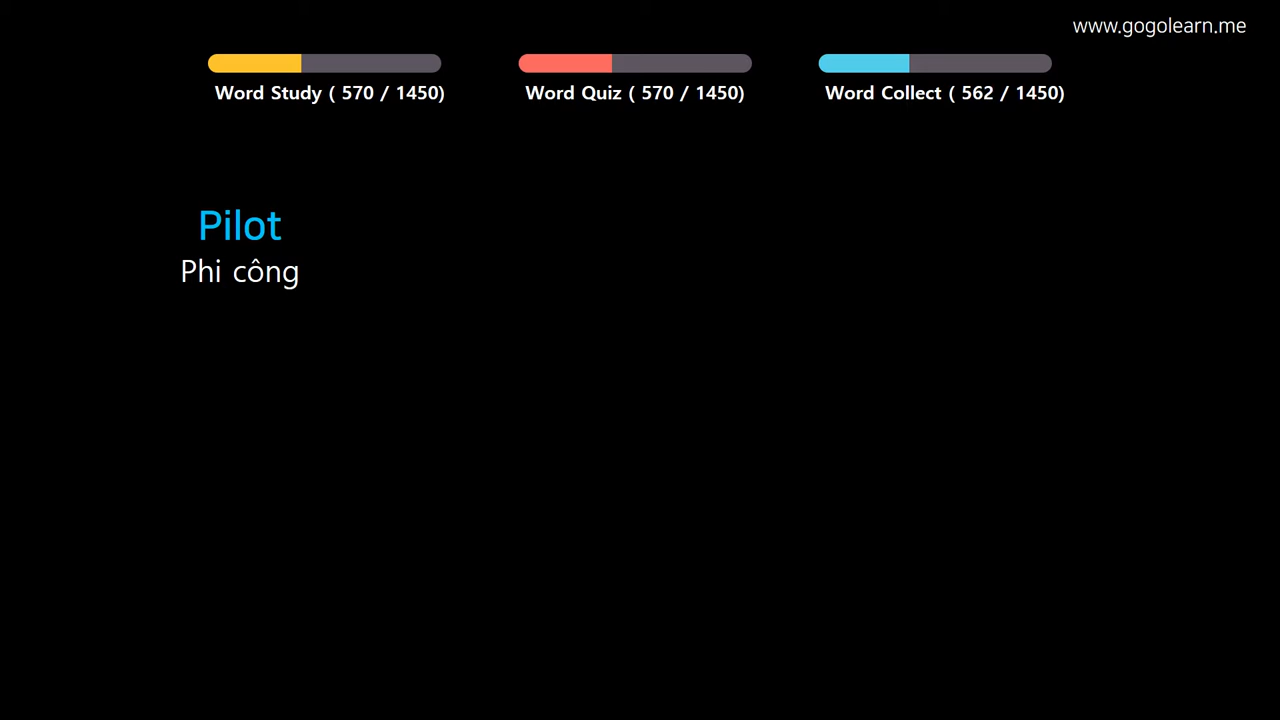 www.gogolearn.me
Word Study ( 570 / 1450)
Word Quiz ( 570 / 1450)
Word Collect ( 562 / 1450)
Pilot
Phi công